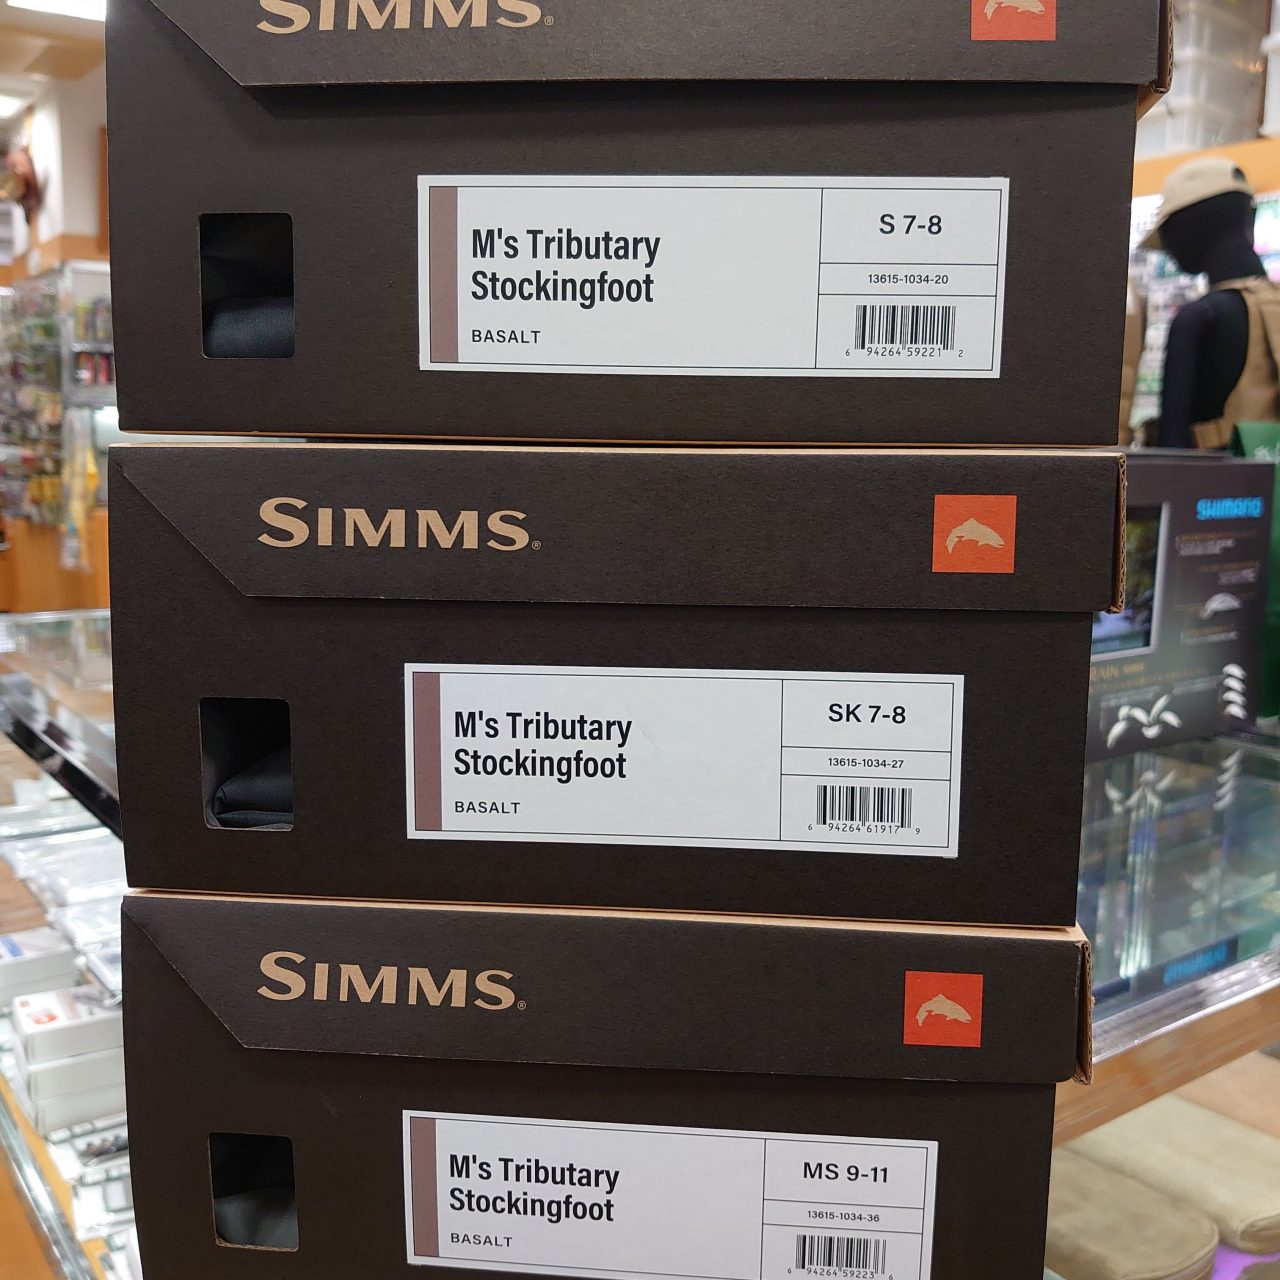 SIMMS®
M's Tributary
Stockingfoot
BASALT
S 7-8
13615-1034-20
6 94264 59221 2
SIMMS®
M's Tributary
Stockingfoot
BASALT
SK 7-8
13615-1034-27
6 94264 61917 9
SHIMANO
SIMMS®
M's Tributary
Stockingfoot
BASALT
MS 9-11
13615-1034-36
6 94264 59223 6